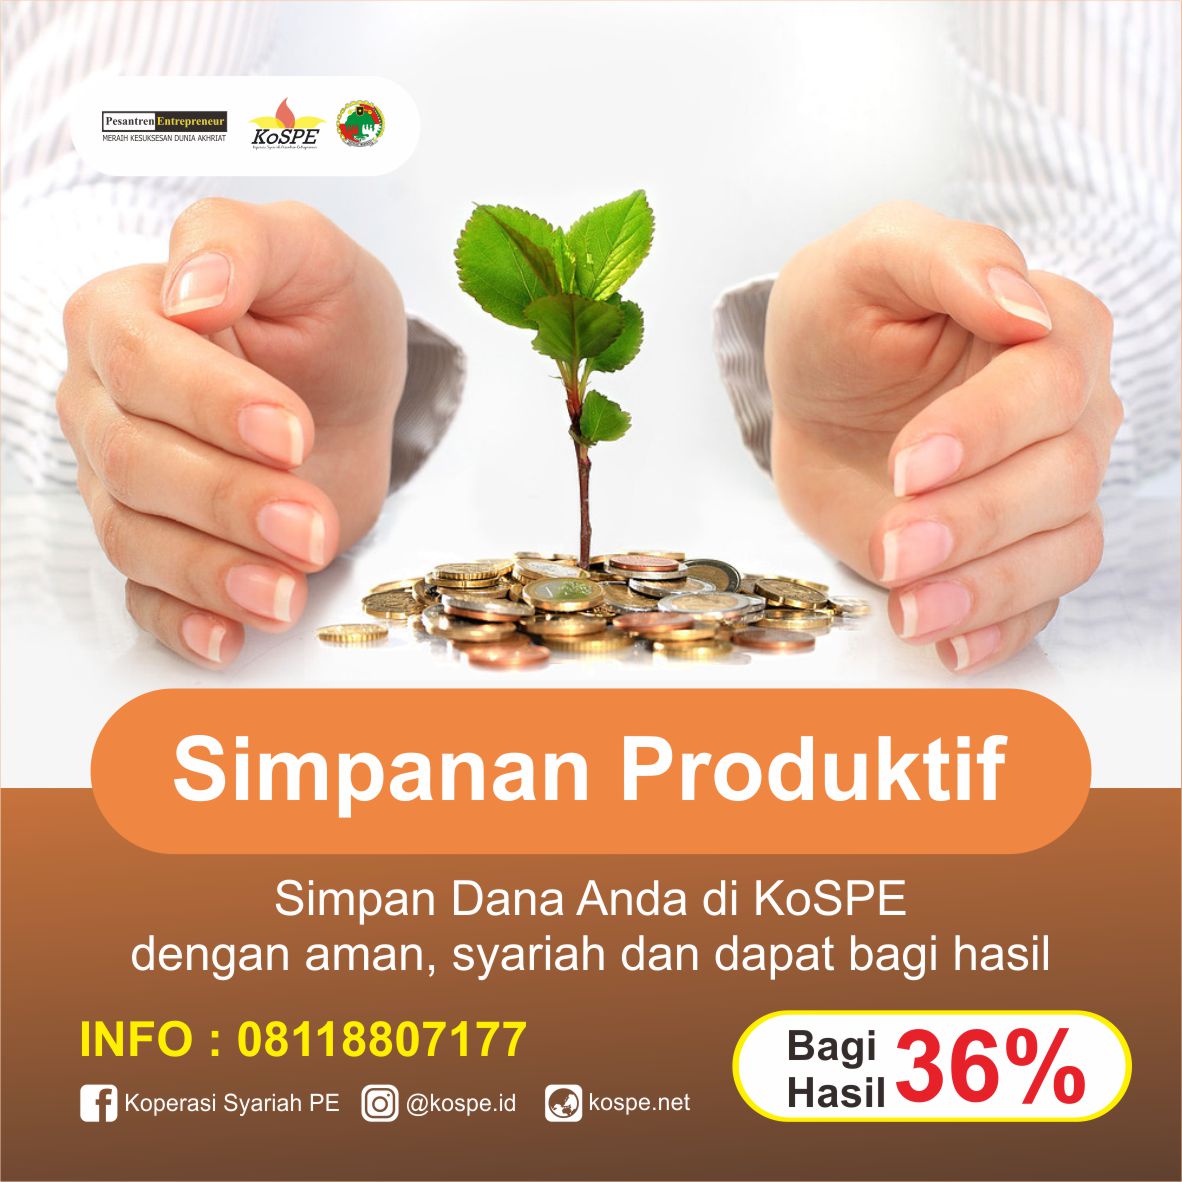 Pesantren Entrepreneur
MERAIH KESUKSESAN DUNIA AKHRIAT
KoSPE
Simpanan Produktif
Simpan Dana Anda di KoSPE
dengan aman, syariah dan dapat bagi hasil
INFO : 08118807177
Bagi
Hasil
36%
Koperasi Syariah PE
@kospe.id
kospe.net